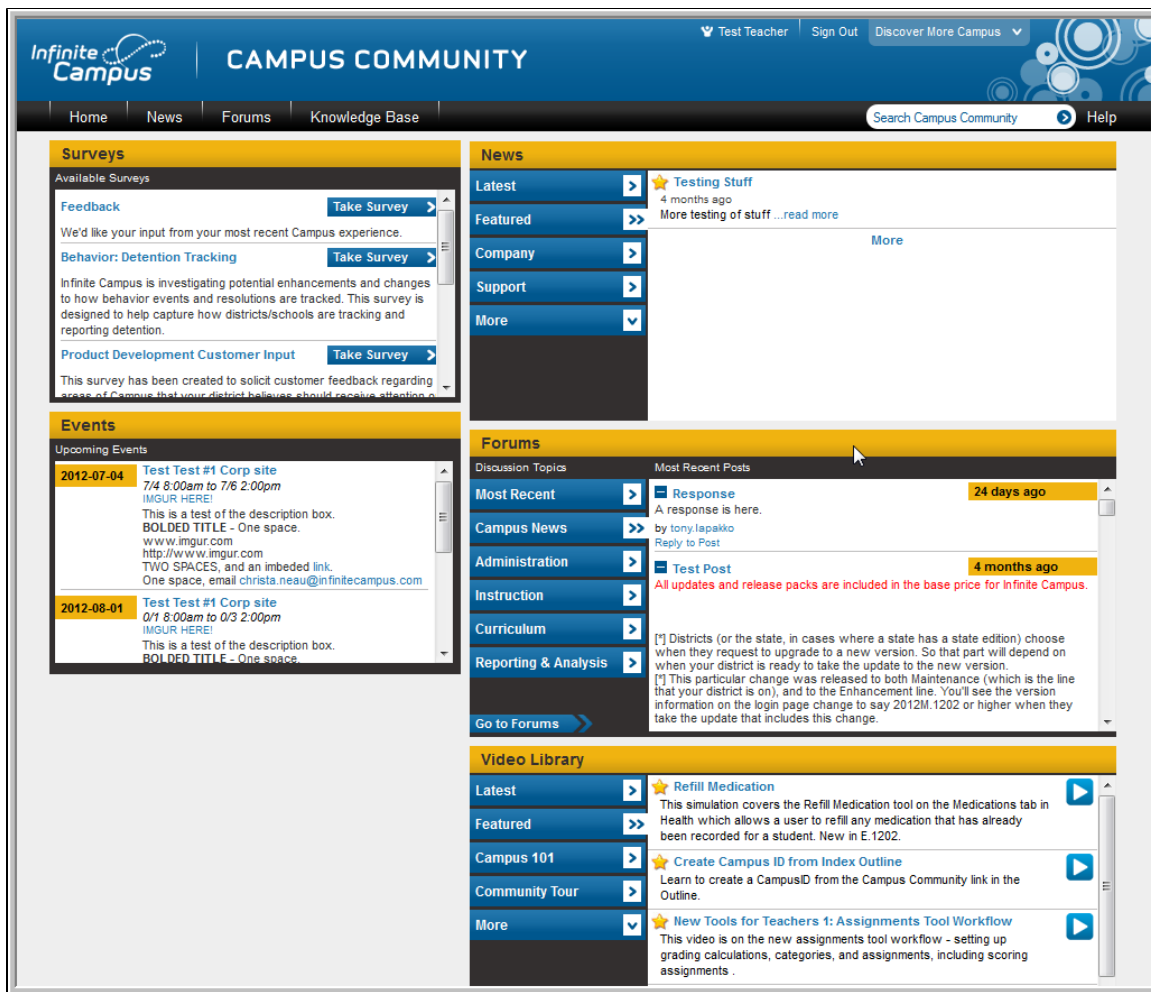 Infinite Campus
CAMPUS COMMUNITY
Test Teacher
Sign Out
Discover More Campus
Home
News
Forums
Knowledge Base
Search Campus Community
Help
Surveys
Available Surveys
Feedback
Take Survey
We'd like your input from your most recent Campus experience.
Behavior: Detention Tracking
Take Survey
Infinite Campus is investigating potential enhancements and changes
to how behavior events and resolutions are tracked. This survey is
designed to help capture how districts/schools are tracking and
reporting detention.
Product Development Customer Input
Take Survey
This survey has been created to solicit customer feedback regarding
areas of Campus that your district believes should receive attention
Events
Upcoming Events
2012-07-04
Test Test #1 Corp site
7/4 8:00am to 7/6 2:00pm
IMGUR HERE!
This is a test of the description box.
BOLDED TITLE - One space.
www.imgur.com
http://www.imgur.com
TWO SPACES, and an imbeded link.
One space, email christa.neau@infinitecampus.com
2012-08-01
Test Test #1 Corp site
0/1 8:00am to 0/3 2:00pm
IMGUR HERE!
This is a test of the description box.
BOLDED TITLE - One space.
News
Latest
Featured
Company
Support
More
Testing Stuff
4 months ago
More testing of stuff ...read more
More
Forums
Discussion Topics
Most Recent Posts
Most Recent
Campus News
Administration
Instruction
Curriculum
Reporting & Analysis
Go to Forums
Response
24 days ago
A response is here.
by tony.lapakko
Reply to Post
Test Post
4 months ago
All updates and release packs are included in the base price for Infinite Campus.
[*] Districts (or the state, in cases where a state has a state edition) choose
when they request to upgrade to a new version. So that part will depend on
when your district is ready to take the update to the new version.
[*] This particular change was released to both Maintenance (which is the line
that your district is on), and to the Enhancement line. You'll see the version
information on the login page change to say 2012M.1202 or higher when they
take the update that includes this change.
Video Library
Latest
Featured
Campus 101
Community Tour
More
Refill Medication
This simulation covers the Refill Medication tool on the Medications tab in
Health which allows a user to refill any medication that has already
been recorded for a student. New in E.1202.
Create Campus ID from Index Outline
Learn to create a CampusID from the Campus Community link in the
Outline.
New Tools for Teachers 1: Assignments Tool Workflow
This video is on the new assignments tool workflow - setting up
grading calculations, categories, and assignments, including scoring
assignments .